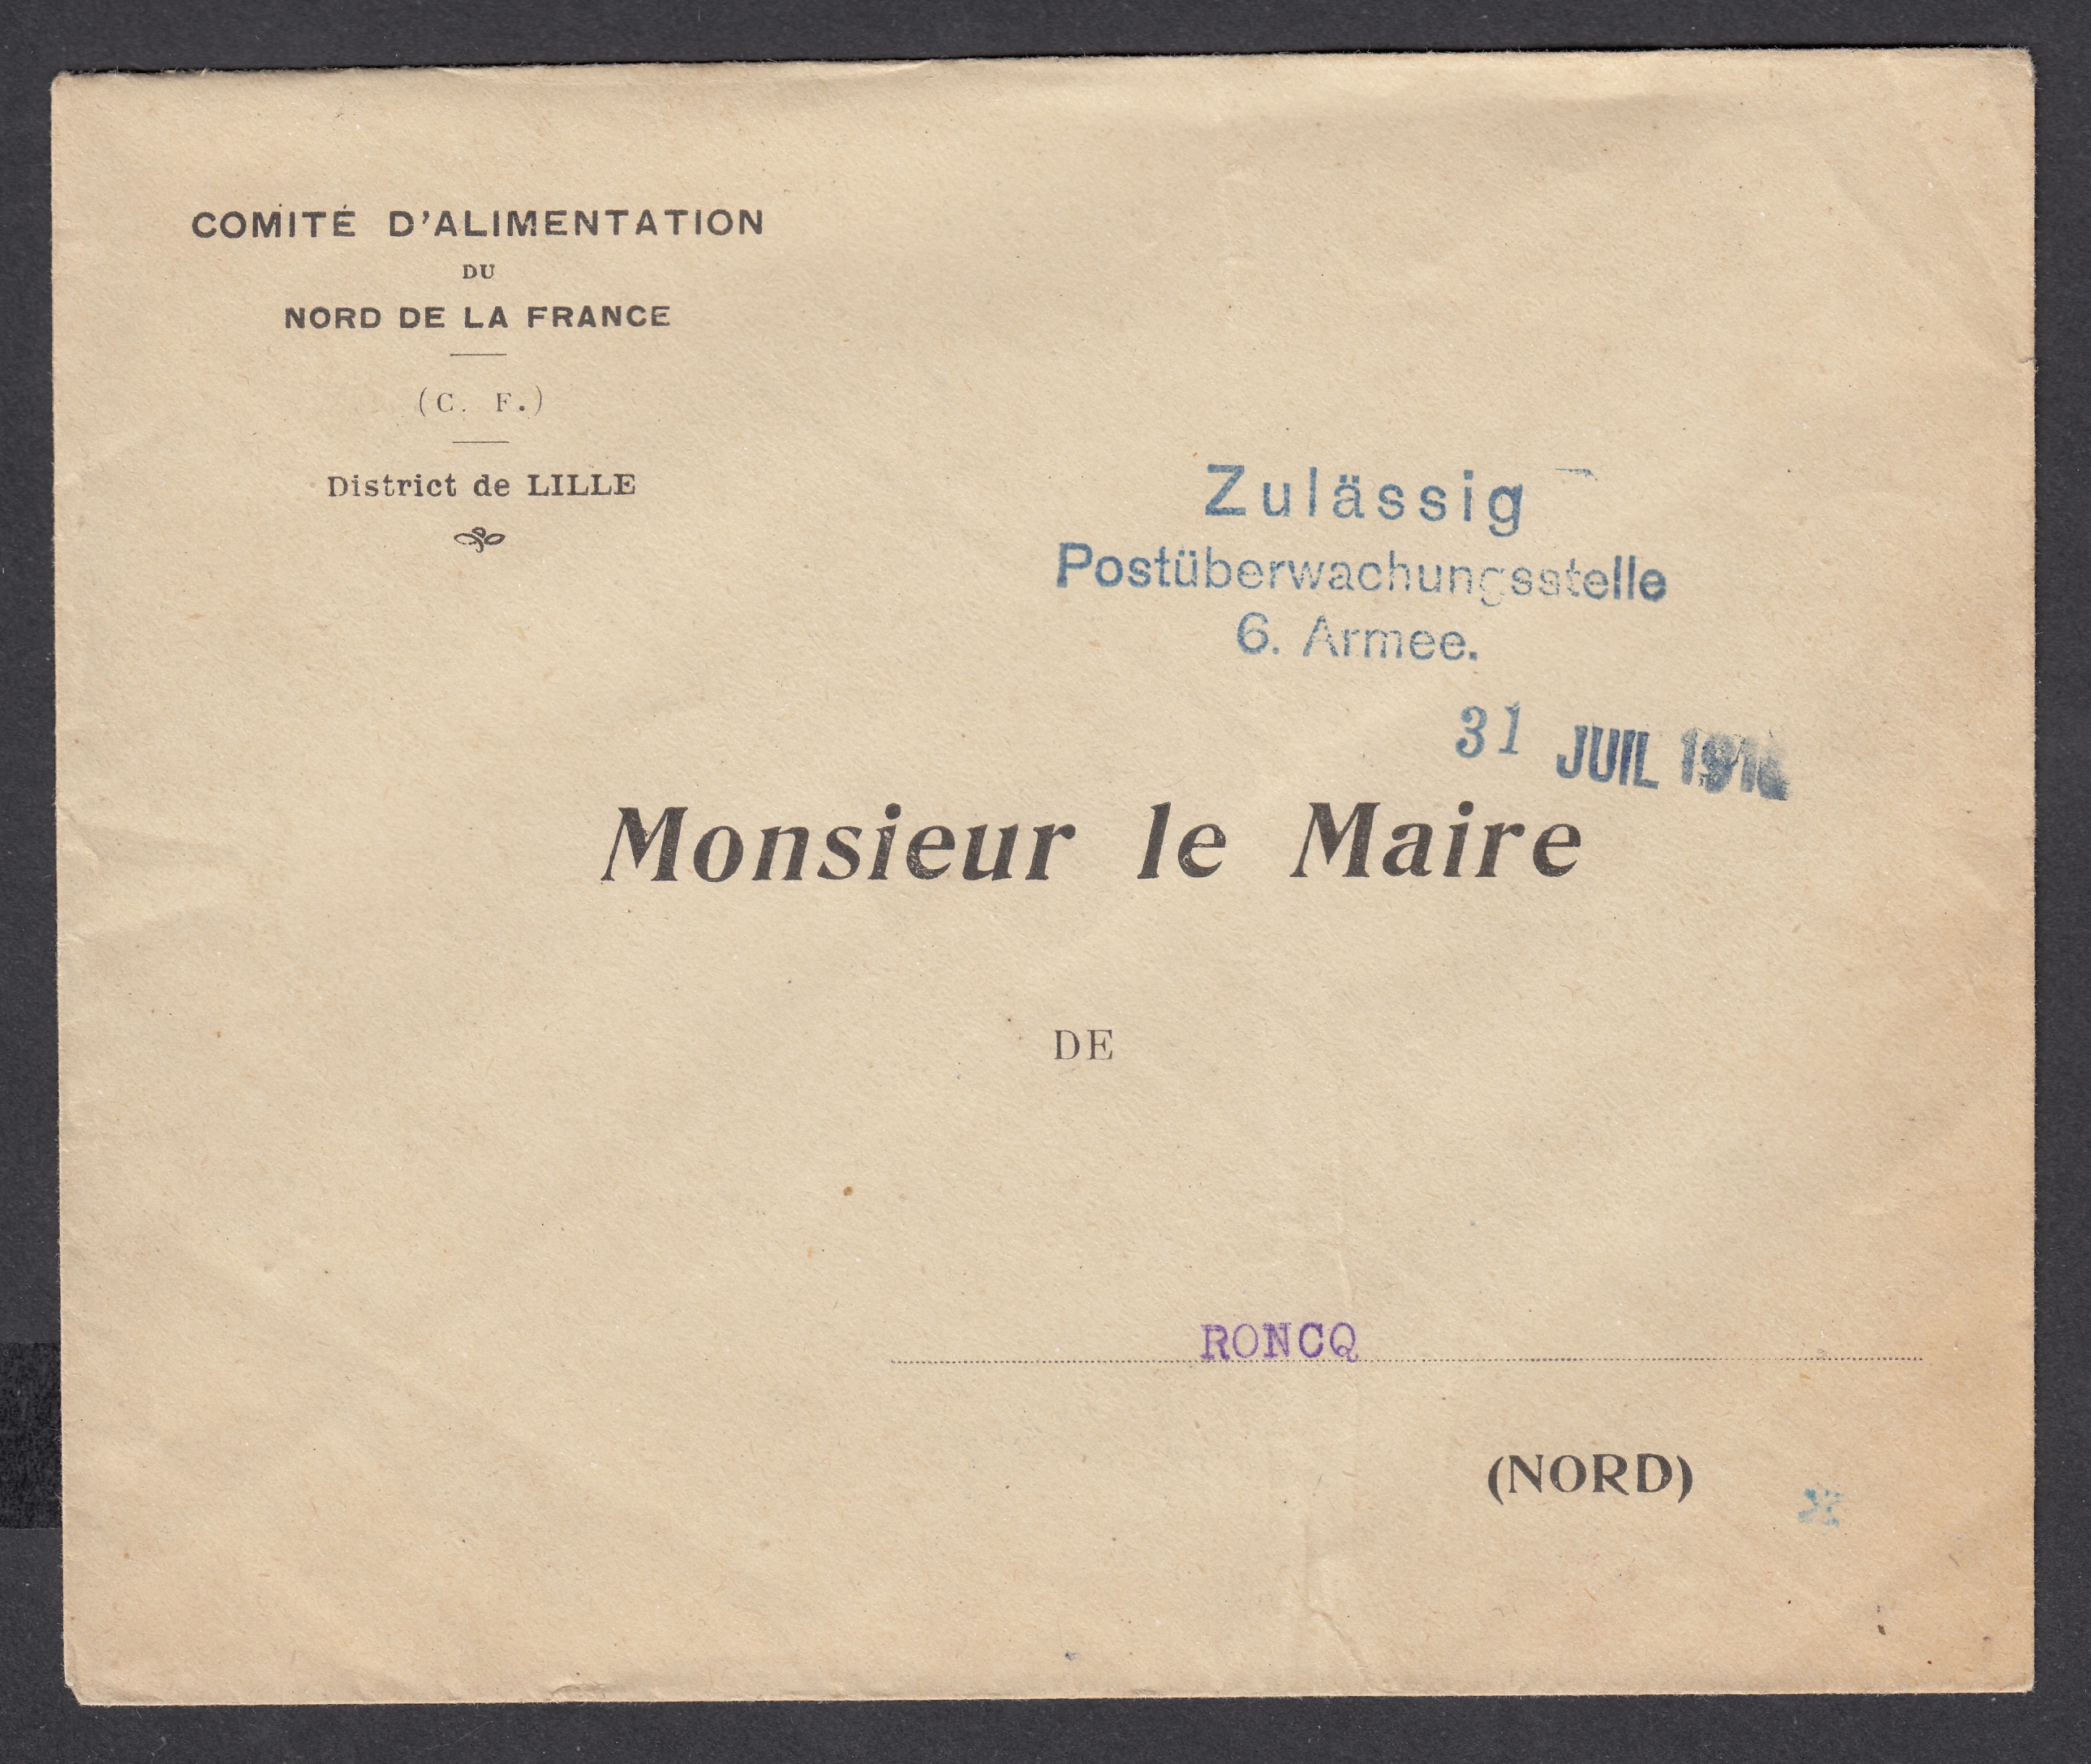 COMITÉ D'ALIMENTATION
DU
NORD DE LA FRANCE
(C. F.)
District de LILLE
Zulässig
Postüberwachungsstelle
6. Armee.
31 JUIL
Monsieur le Maire
DE
RONCQ
(NORD)